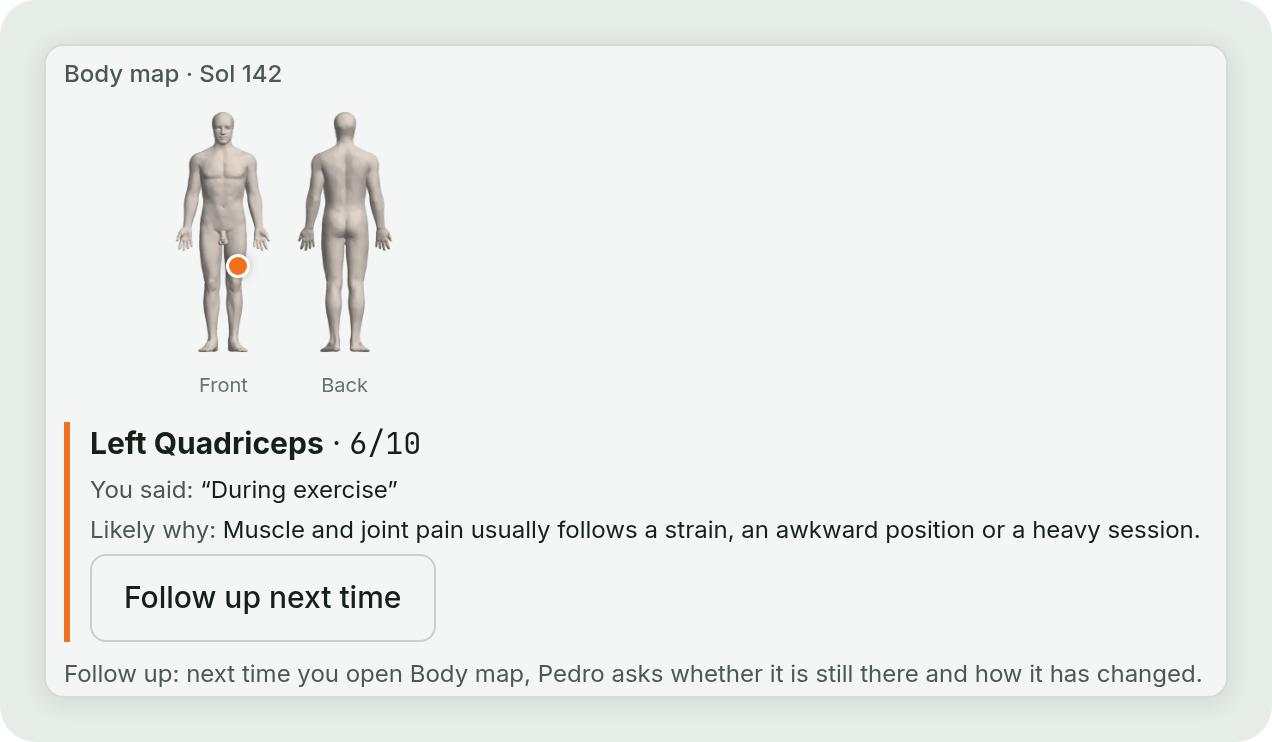 Body map · Sol 142
Front Back
Left Quadriceps · 6/10
You said: “During exercise”
Likely why: Muscle and joint pain usually follows a strain, an awkward position or a heavy session.
Follow up next time
Follow up: next time you open Body map, Pedro asks whether it is still there and how it has changed.